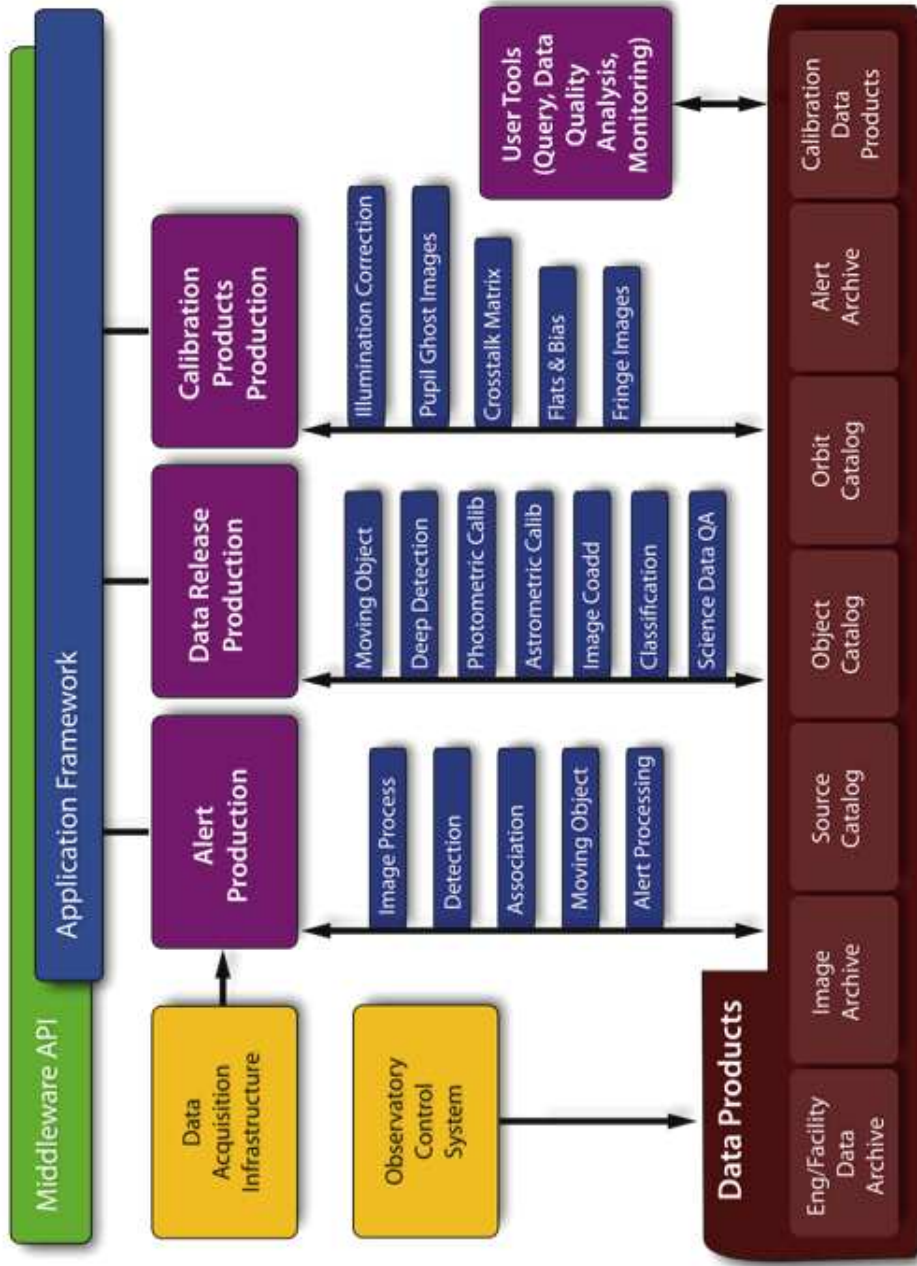 Middleware API
Application Framework
Data
Acquisition
Infrastructure
Alert
Production
Data Release
Production
Calibration
Products
Production
Observatory
Control
System
Image Process
Detection
Association
Moving Object
Alert Processing
Moving Object
Deep Detection
Photometric Calib
Astrometric Calib
Image Coadd
Classification
Science Data QA
Illumination Correction
Pupil Ghost Images
Crosstalk Matrix
Flats & Bias
Fringe Images
User Tools
(Query, Data
Quality
Analysis,
Monitoring)
Data Products
Eng/Facility
Data
Archive
Image
Archive
Source
Catalog
Object
Catalog
Orbit
Catalog
Alert
Archive
Calibration
Data
Products